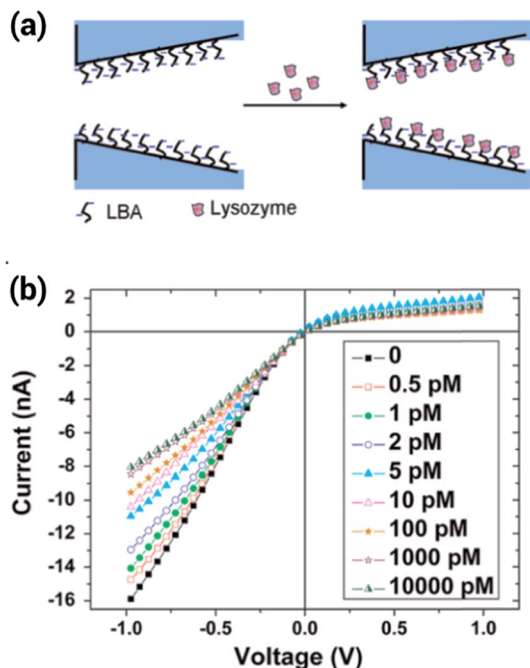 (a)
LBA
Lysozyme
(b)
2
0
-2
-4
-6
-8
-10
-12
-14
-16
Current (nA)
0
0.5 pM
1 pM
2 pM
5 pM
10 pM
100 pM
1000 pM
10000 pM
-1.0
-0.5
0.0
0.5
1.0
Voltage (V)